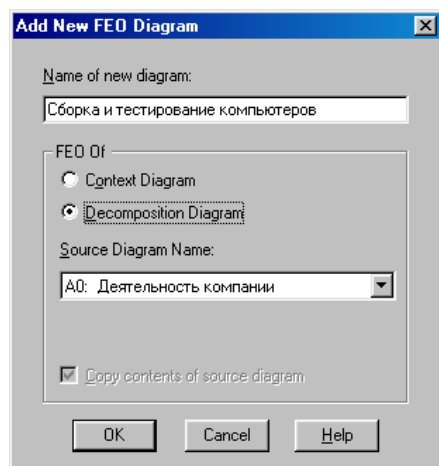 Add New FEO Diagram
Name of new diagram:
Сборка и тестирование компьютеров
FEO Of
Context Diagram
Decomposition Diagram
Source Diagram Name:
A0: Деятельность компании
Copy contents of source diagram
OK Cancel Help